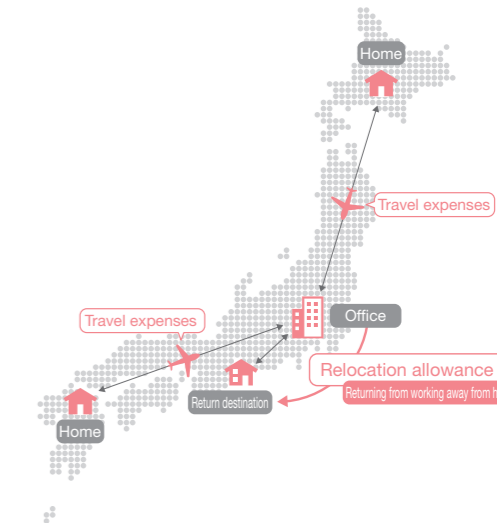 Home
Travel expenses
Office
Travel expenses
Relocation allowance
Returning from working away from
Return destination
Home